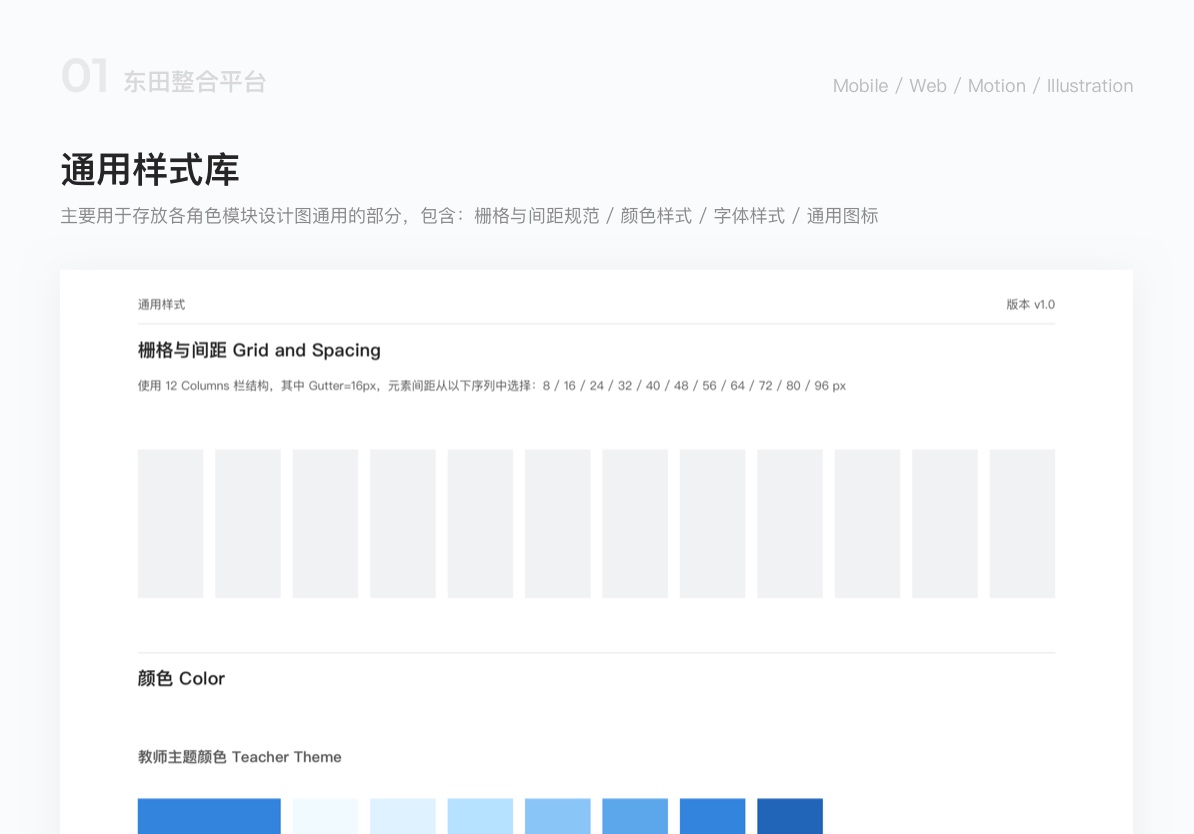 01 东田整合平台
Mobile / Web / Motion / Illustration
通用样式库
主要用于存放各角色模块设计图通用的部分，包含：栅格与间距规范 / 颜色样式 / 字体样式 / 通用图标
通用样式
版本 v1.0
栅格与间距 Grid and Spacing
使用 12 Columns 栏结构，其中 Gutter=16px，元素间距从以下序列中选择：8 / 16 / 24 / 32 / 40 / 48 / 56 / 64 / 72 / 80 / 96 px
颜色 Color
教师主题颜色 Teacher Theme